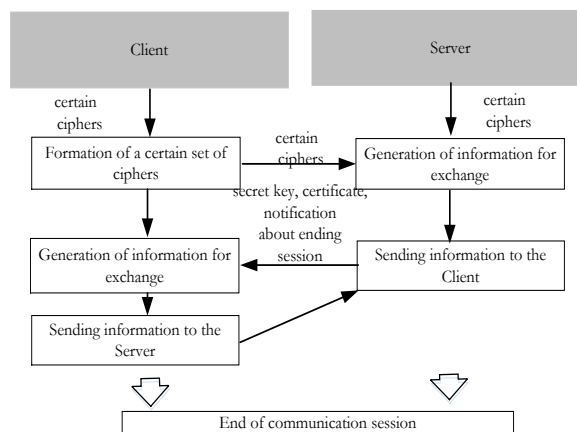 Client
Server
certain
ciphers
certain
ciphers
Formation of a certain set of
ciphers
certain
ciphers
Generation of information for
exchange
secret key, certificate,
notification
about ending
session
Generation of information for
exchange
Sending information to the
Client
Sending information to the
Server
End of communication session